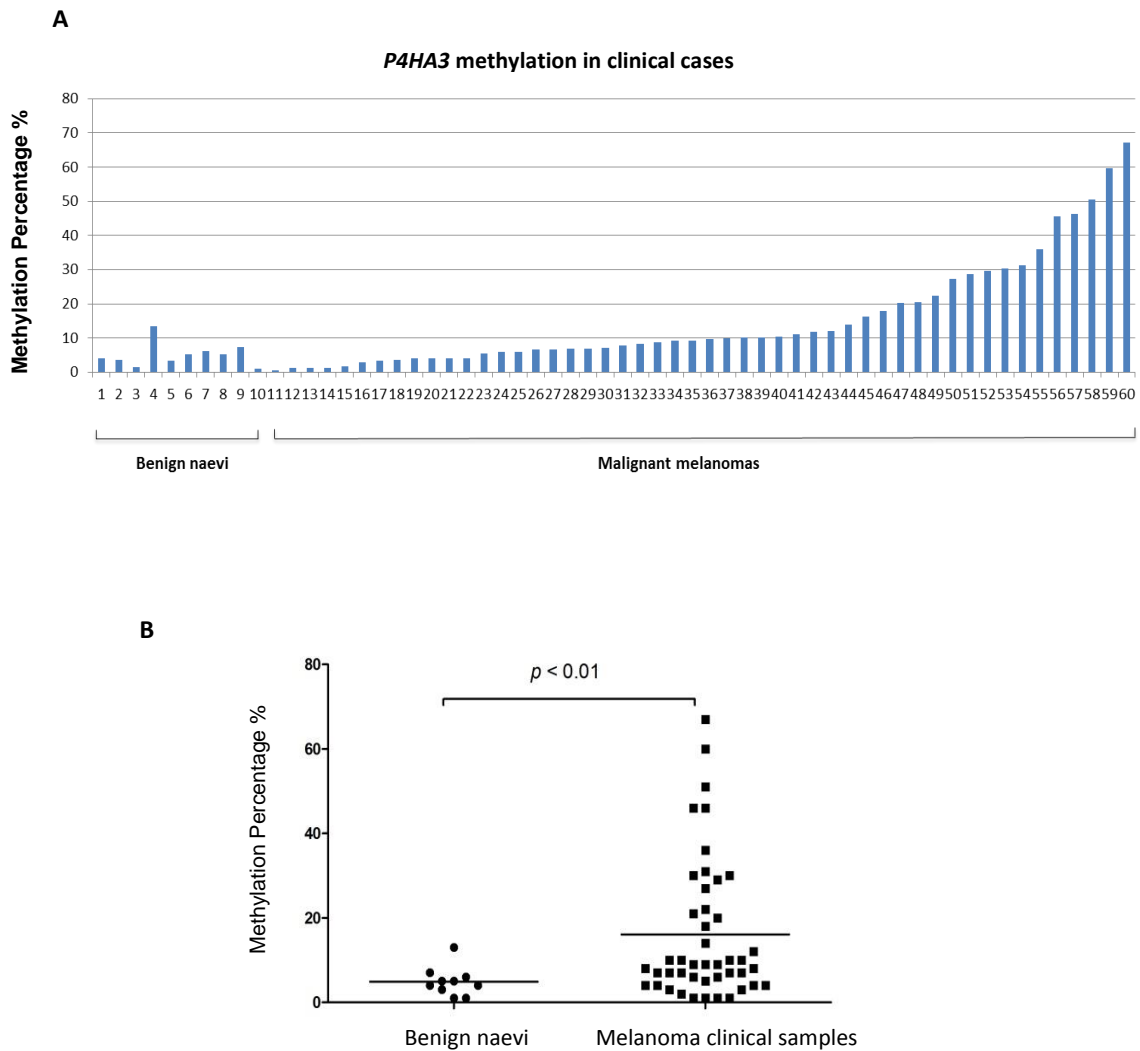 A
P4HA3 methylation in clinical cases
Methylation Percentage %
80
70
60
50
40
30
20
10
0
1 2 3 4 5 6 7 8 9 10 11 12 13 14 15 16 17 18 19 20 21 22 23 24 25 26 27 28 29 30 31 32 33 34 35 36 37 38 39 40 41 42 43 44 45 46 47 48 49 50 51 52 53 54 55 56 57 58 59 60
Benign naevi Malignant melanomas
B
p < 0.01
Methylation Percentage %
80
60
40
20
0
Benign naevi Melanoma clinical samples